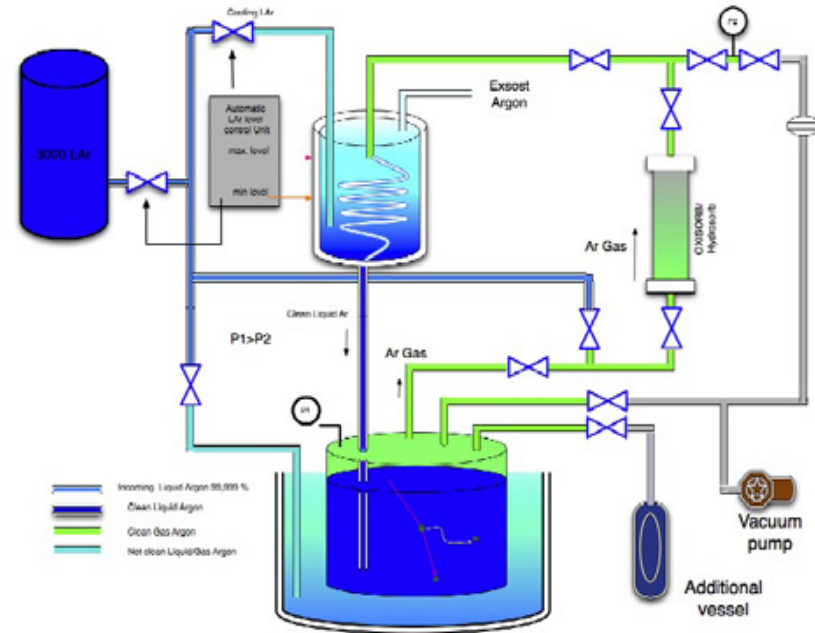 Cooling LAr
3000 LAr
Automatic
LAr level
control Unit
max. level
min level
Exsost
Argon
P2
OXISORB/
Hydrosorb
Ar Gas
Clean Liquid Ar
P1>P2
Ar Gas
P1
Incoming Liquid Argon 99,999 %
Clean Liquid Argon
Clean Gas Argon
Not clean Liquid/Gas Argon
Vacuum
pump
Additional
vessel